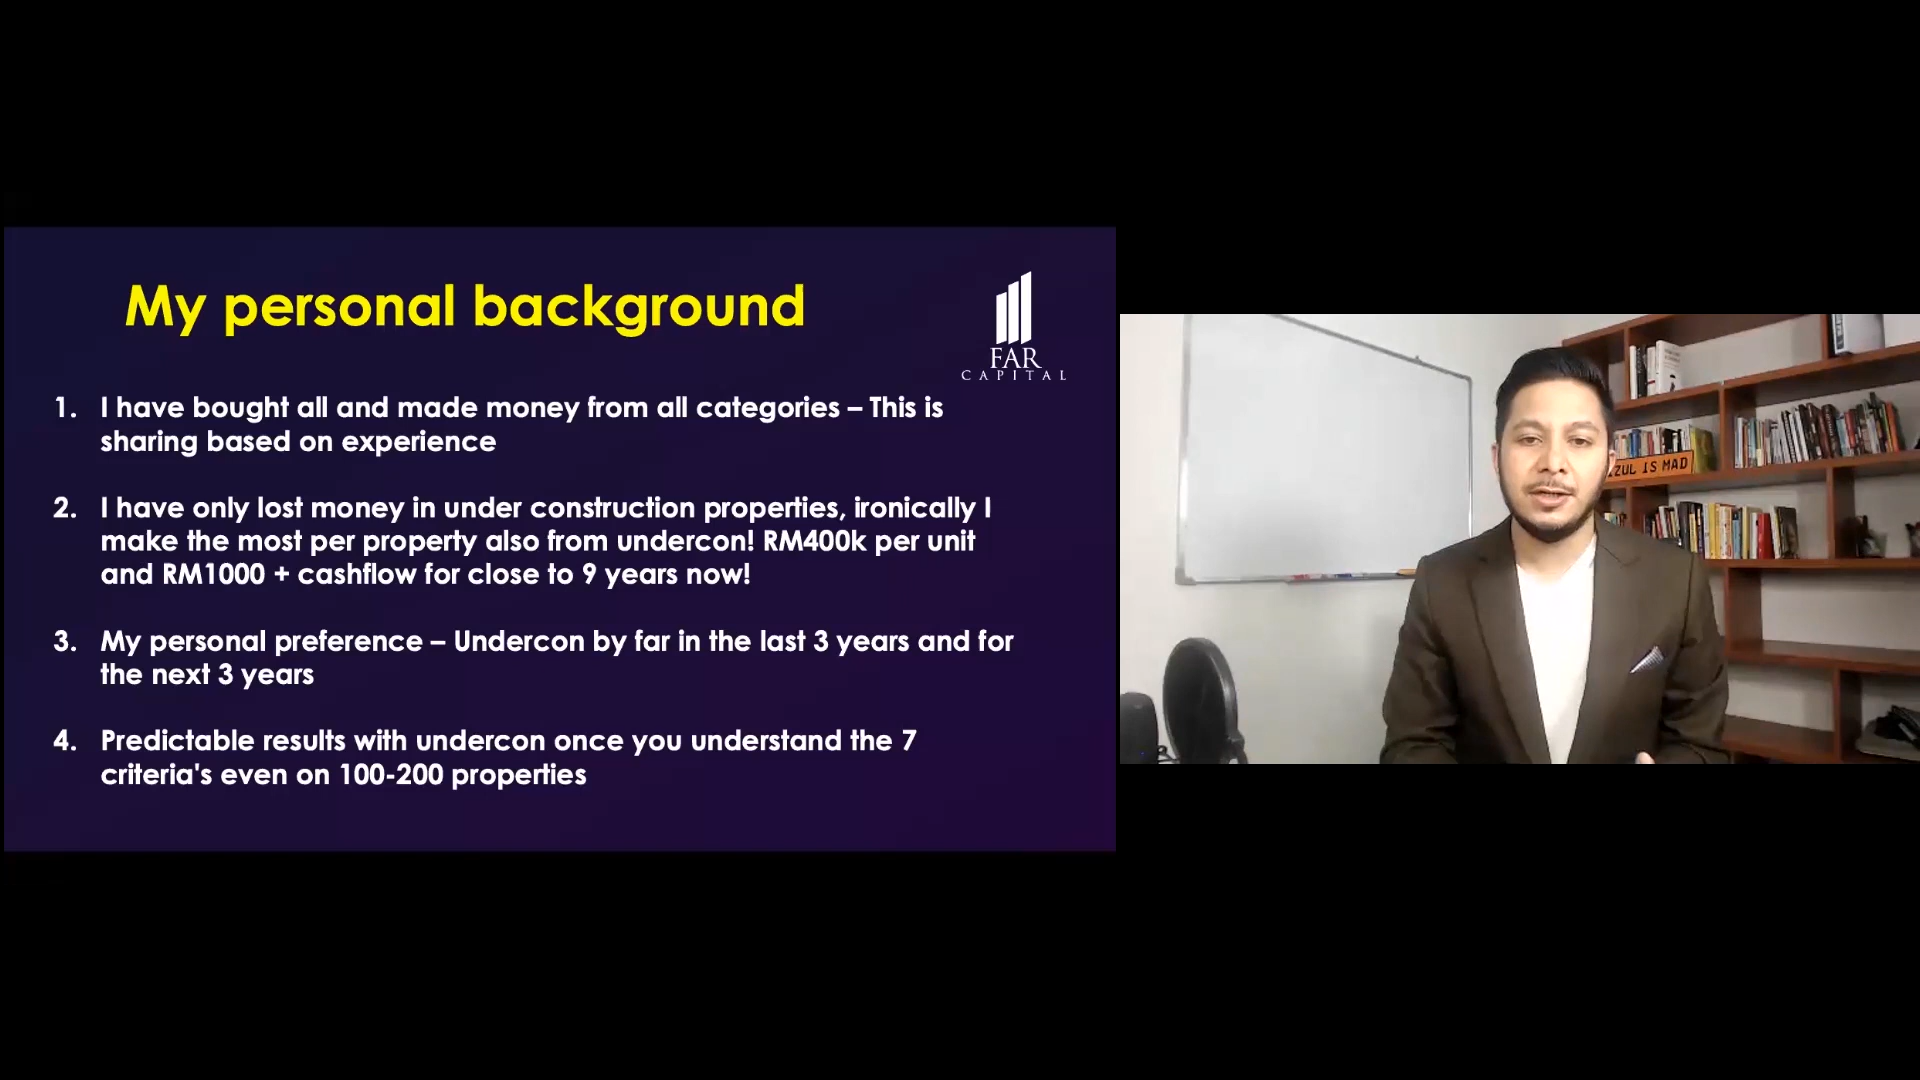 My personal background
FAR
CAPITAL
1. I have bought all and made money from all categories – This is
sharing based on experience
2. I have only lost money in under construction properties, ironically I
make the most per property also from undercon! RM400k per unit
and RM1000 + cashflow for close to 9 years now!
3. My personal preference – Undercon by far in the last 3 years and for
the next 3 years
4. Predictable results with undercon once you understand the 7
criteria's even on 100-200 properties
IS MAD